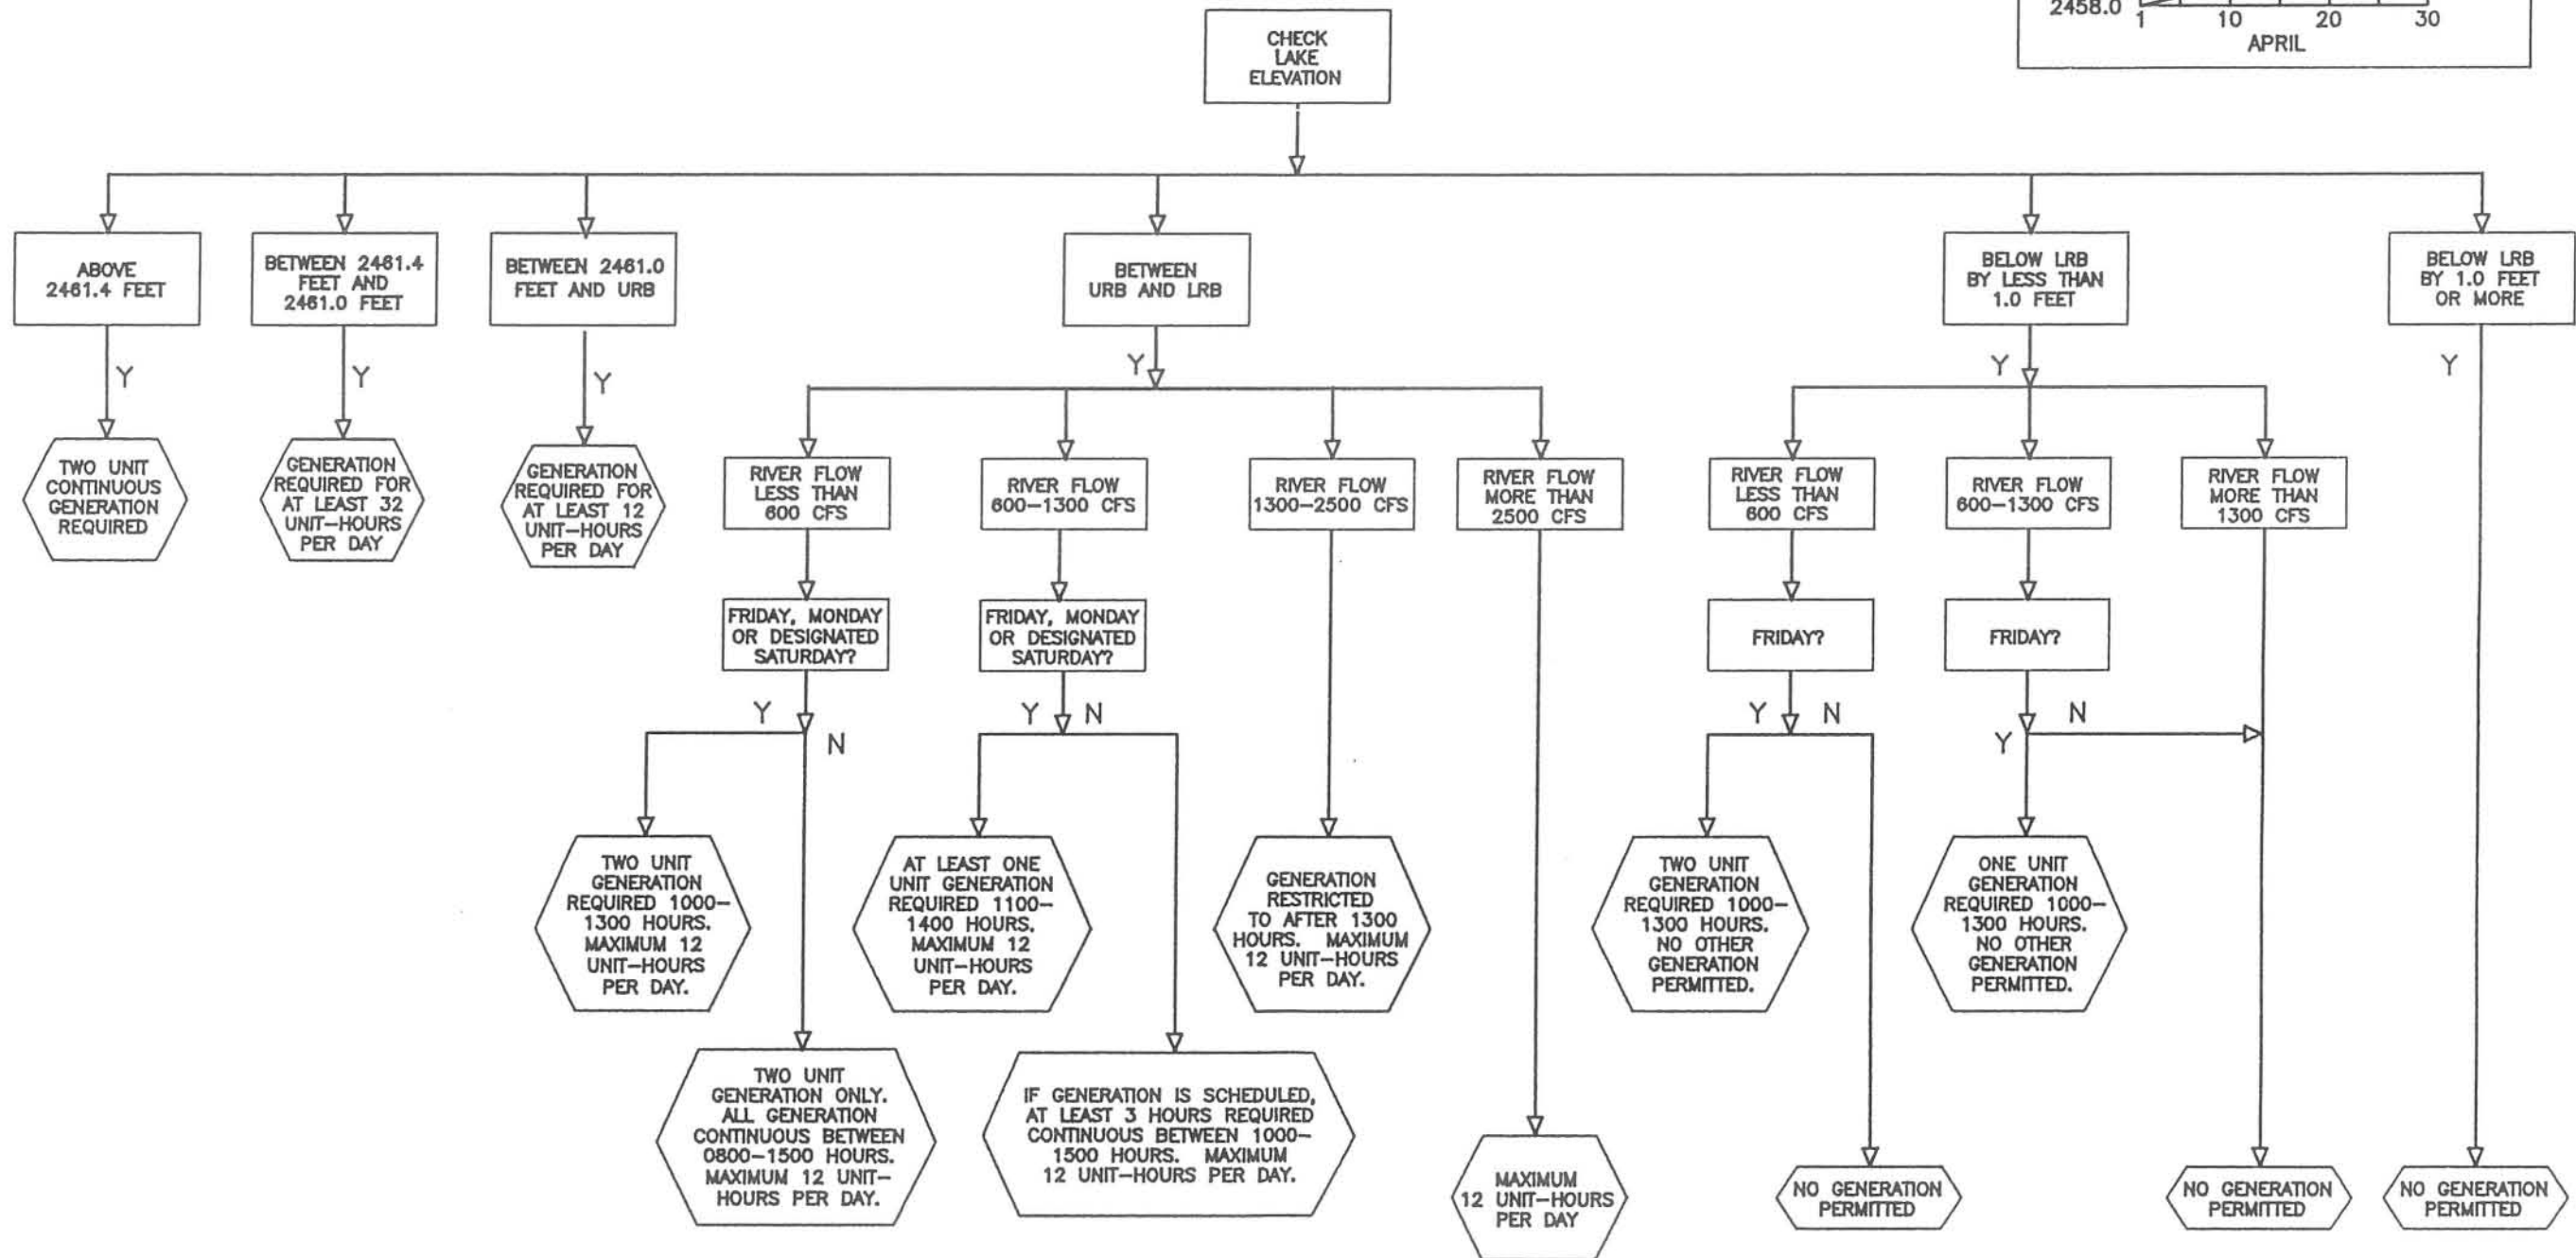 2458.0
1 10 20 30
APRIL
CHECK
LAKE
ELEVATION
ABOVE
2461.4 FEET
BETWEEN 2461.4
FEET AND
2461.0 FEET
BETWEEN 2461.0
FEET AND URB
BETWEEN
URB AND LRB
BELOW LRB
BY LESS THAN
1.0 FEET
BELOW LRB
BY 1.0 FEET
OR MORE
Y
Y
Y
Y
Y
Y
TWO UNIT
CONTINUOUS
GENERATION
REQUIRED
GENERATION
REQUIRED FOR
AT LEAST 32
UNIT-HOURS
PER DAY
GENERATION
REQUIRED FOR
AT LEAST 12
UNIT-HOURS
PER DAY
RIVER FLOW
LESS THAN
600 CFS
RIVER FLOW
600-1300 CFS
RIVER FLOW
1300-2500 CFS
RIVER FLOW
MORE THAN
2500 CFS
RIVER FLOW
LESS THAN
600 CFS
RIVER FLOW
600-1300 CFS
RIVER FLOW
MORE THAN
1300 CFS
FRIDAY, MONDAY
OR DESIGNATED
SATURDAY?
FRIDAY, MONDAY
OR DESIGNATED
SATURDAY?
FRIDAY?
FRIDAY?
Y
N
Y N
Y N
Y
N
TWO UNIT
GENERATION
REQUIRED 1000-
1300 HOURS.
MAXIMUM 12
UNIT-HOURS
PER DAY.
AT LEAST ONE
UNIT GENERATION
REQUIRED 1100-
1400 HOURS.
MAXIMUM 12
UNIT-HOURS
PER DAY.
GENERATION
RESTRICTED
TO AFTER 1300
HOURS. MAXIMUM
12 UNIT-HOURS
PER DAY.
TWO UNIT
GENERATION
REQUIRED 1000-
1300 HOURS.
NO OTHER
GENERATION
PERMITTED.
ONE UNIT
GENERATION
REQUIRED 1000-
1300 HOURS.
NO OTHER
GENERATION
PERMITTED.
TWO UNIT
GENERATION ONLY.
ALL GENERATION
CONTINUOUS BETWEEN
0800-1500 HOURS.
MAXIMUM 12 UNIT-
HOURS PER DAY.
IF GENERATION IS SCHEDULED,
AT LEAST 3 HOURS REQUIRED
CONTINUOUS BETWEEN 1000-
1500 HOURS. MAXIMUM
12 UNIT-HOURS PER DAY.
MAXIMUM
12 UNIT-HOURS
PER DAY
NO GENERATION
PERMITTED
NO GENERATION
PERMITTED
NO GENERATION
PERMITTED